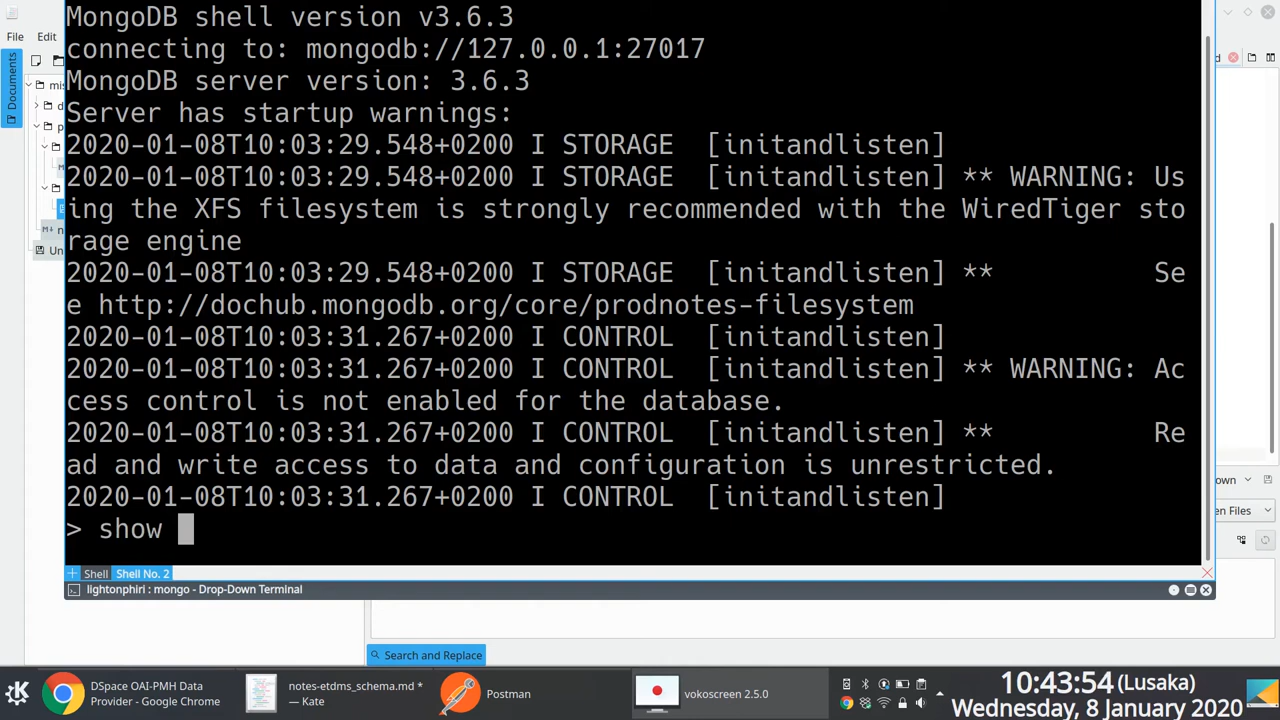 File Edit
MongoDB shell version v3.6.3
connecting to: mongodb://127.0.0.1:27017
MongoDB server version: 3.6.3
Server has startup warnings:
2020-01-08T10:03:29.548+0200 I STORAGE [initandlisten]
2020-01-08T10:03:29.548+0200 I STORAGE [initandlisten] ** WARNING: Us
ing the XFS filesystem is strongly recommended with the WiredTiger sto
rage engine
2020-01-08T10:03:29.548+0200 I STORAGE [initandlisten] ** Se
e http://dochub.mongodb.org/core/prodnotes-filesystem
2020-01-08T10:03:31.267+0200 I CONTROL [initandlisten]
2020-01-08T10:03:31.267+0200 I CONTROL [initandlisten] ** WARNING: Ac
cess control is not enabled for the database.
2020-01-08T10:03:31.267+0200 I CONTROL [initandlisten] ** Re
ad and write access to data and configuration is unrestricted.
2020-01-08T10:03:31.267+0200 I CONTROL [initandlisten]
> show
Shell Shell No. 2
lightonphiri : mongo - Drop-Down Terminal
Documents
Search and Replace
DSpace OAI-PMH Data
Provider - Google Chrome
notes-etdms_schema.md *
— Kate
Postman
vokoscreen 2.5.0
10:43:54 (Lusaka)
Wednesday, 8 January 2020